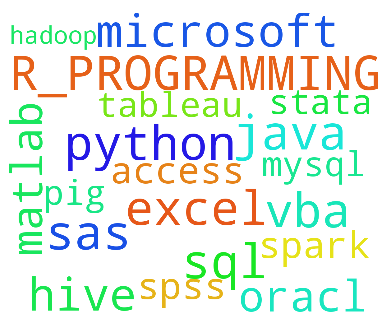 hadoop microsoft
R_PROGRAMMING
tableau stata
matlab python java
access mysql
pig excel vba
sas sql spark
hive spss oracl